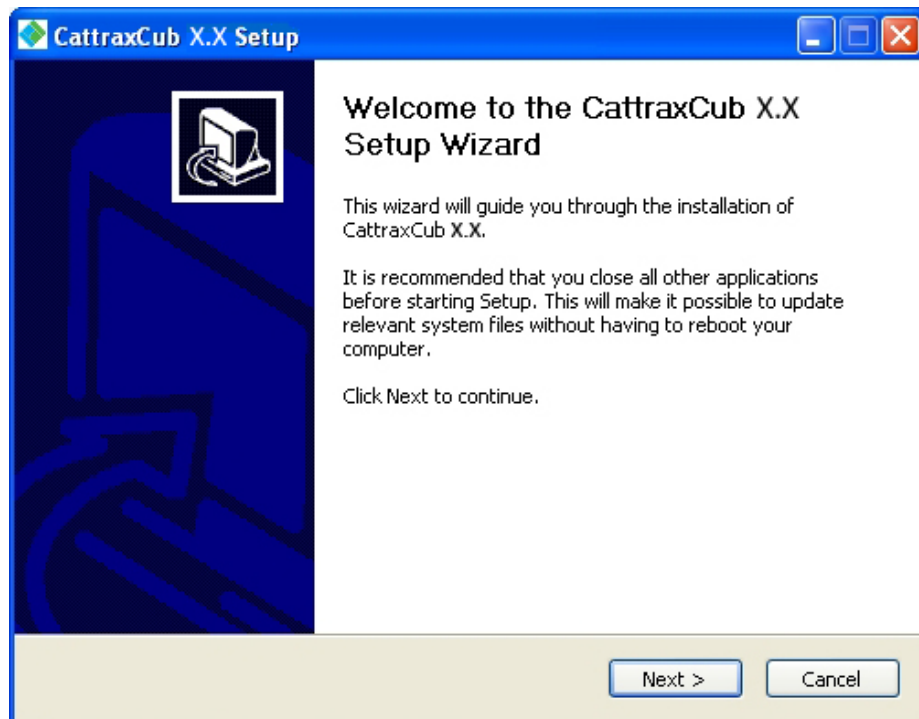 CattraxCub X.X Setup
Welcome to the CattraxCub X.X
Setup Wizard
This wizard will guide you through the installation of
CattraxCub X.X.
It is recommended that you close all other applications
before starting Setup. This will make it possible to update
relevant system files without having to reboot your
computer.
Click Next to continue.
Next >
Cancel